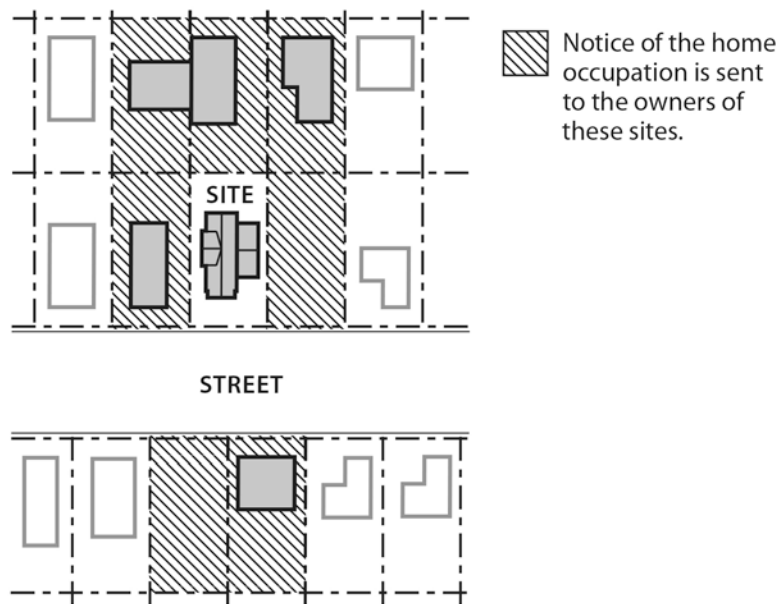 Notice of the home
occupation is sent
to the owners of
these sites.
SITE
STREET